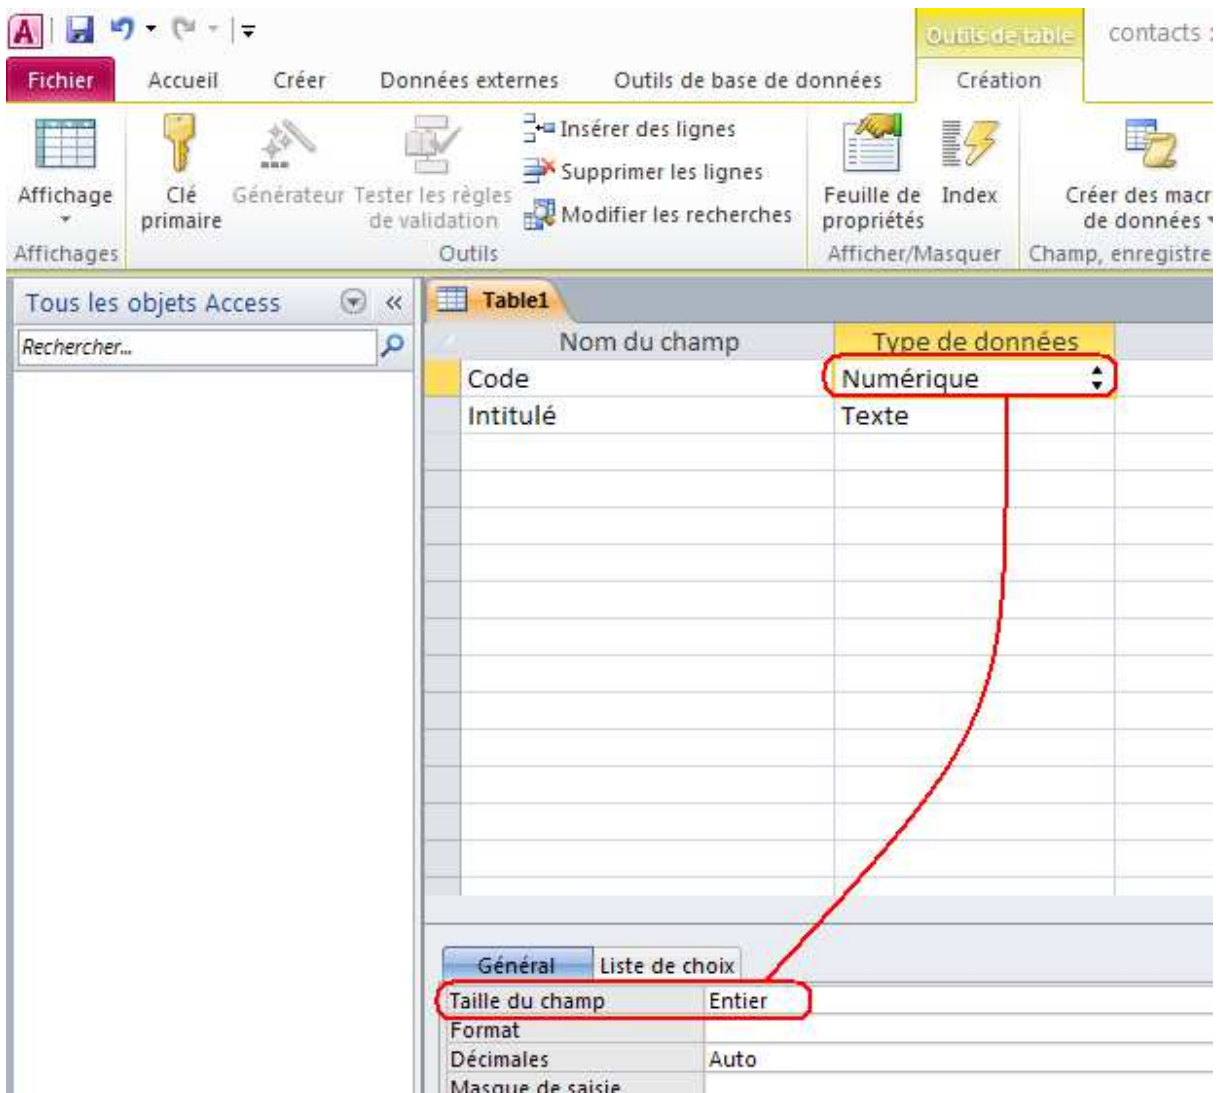 A
Outils de table
contacts :
Fichier
Accueil
Créer
Données externes
Outils de base de données
Création
Affichage
Clé
primaire
Générateur
Tester les règles
de validation
Insérer des lignes
Supprimer les lignes
Modifier les recherches
Feuille de
propriétés
Index
Créer des macr
de données
Affichages
Outils
Afficher/Masquer
Champ, enregistre
Tous les objets Access
«
Table1
Rechercher...
Nom du champ
Type de données
Code
Numérique
Intitulé
Texte
Général
Liste de choix
Taille du champ
Entier
Format
Décimales
Auto
Masque de saisie